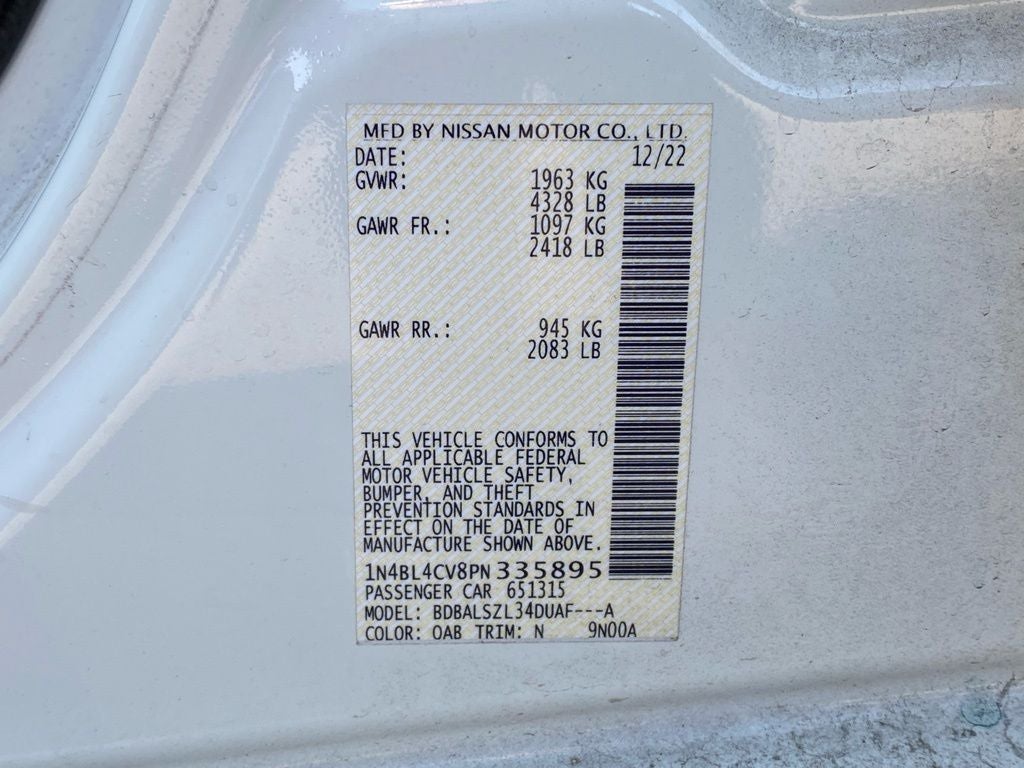 MFD BY NISSAN MOTOR CO., LTD.
DATE: 12/22
GVWR: 1963 KG
4328 LB
GAWR FR.: 1097 KG
2418 LB
GAWR RR.: 945 KG
2083 LB
THIS VEHICLE CONFORMS TO
ALL APPLICABLE FEDERAL
MOTOR VEHICLE SAFETY,
BUMPER, AND THEFT
PREVENTION STANDARDS IN
EFFECT ON THE DATE OF
MANUFACTURE SHOWN ABOVE.
1N4BL4CV8PN 335895
PASSENGER CAR 651315
MODEL: BDBALSZL34DUAF---A
COLOR: QAB TRIM: N 9N00A